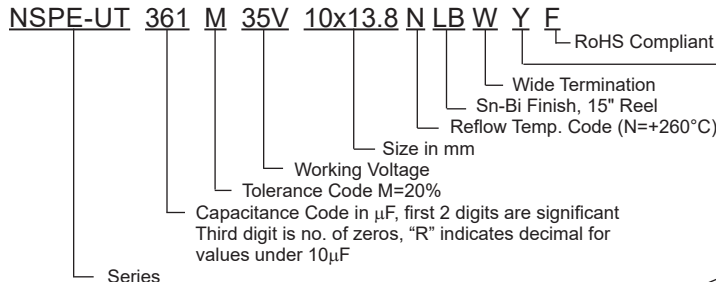 NSPE-UT 361 M 35V 10x13.8 N LB W Y F
RoHS Compliant
Wide Termination
Sn-Bi Finish, 15" Reel
Reflow Temp. Code (N=+260°C)
Size in mm
Working Voltage
Tolerance Code M=20%
Capacitance Code in μF, first 2 digits are significant
Third digit is no. of zeros, “R” indicates decimal for
values under 10μF
Series